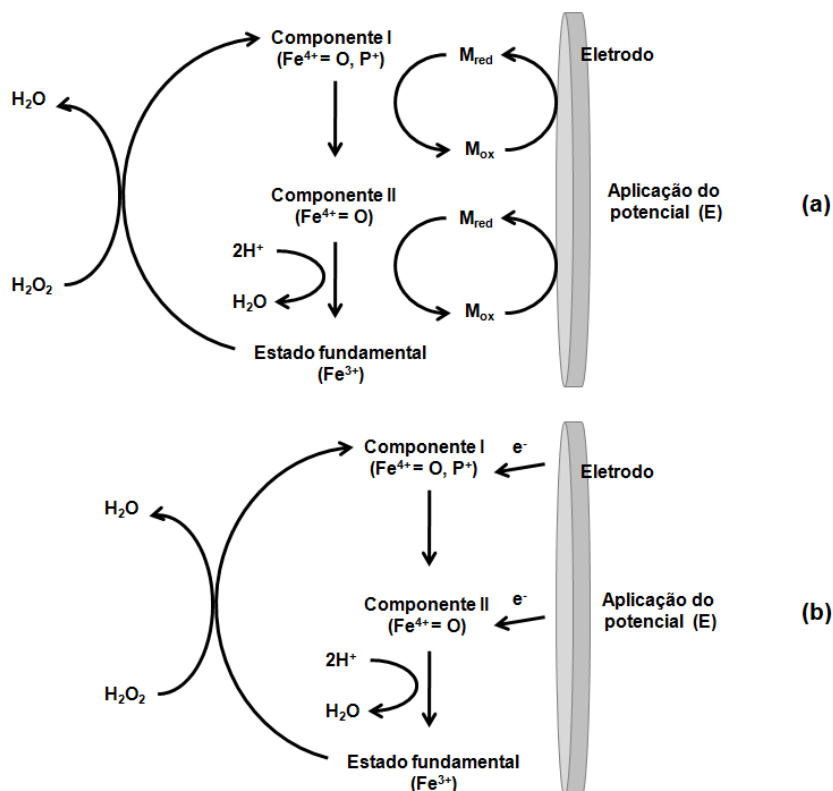 Componente I
(Fe⁴⁺= O, P⁺)
M_red
Eletrodo
H₂O
M_ox
Componente II
(Fe⁴⁺= O)
Aplicação do
potencial (E)
(a)
M_red
2H⁺
H₂O₂
H₂O
M_ox
Estado fundamental
(Fe³⁺)
Componente I
(Fe⁴⁺= O, P⁺)
e⁻
Eletrodo
H₂O
Componente II
(Fe⁴⁺= O)
e⁻
Aplicação do
potencial (E)
(b)
2H⁺
H₂O₂
H₂O
Estado fundamental
(Fe³⁺)